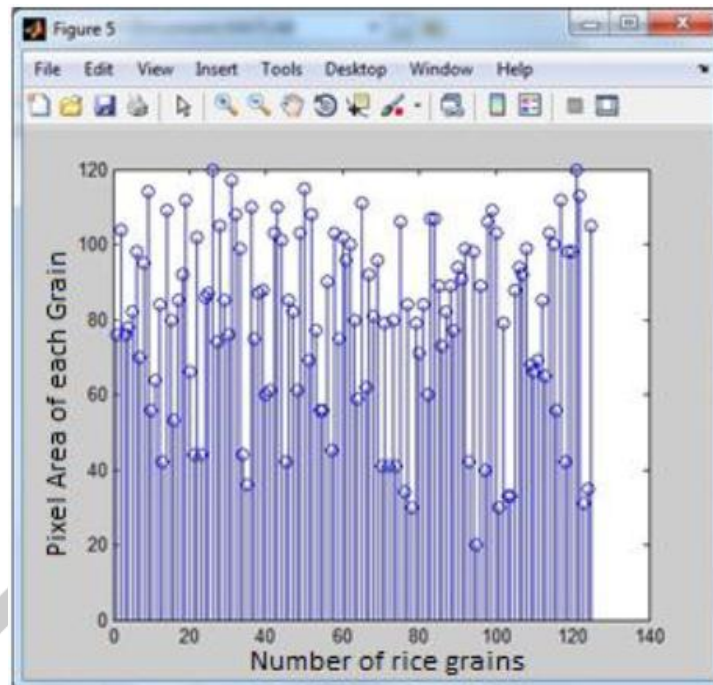 Figure 5
File Edit View Insert Tools Desktop Window Help
120
100
80
60
40
20
0
Pixel Area of each Grain
0 20 40 60 80 100 120 140
Number of rice grains